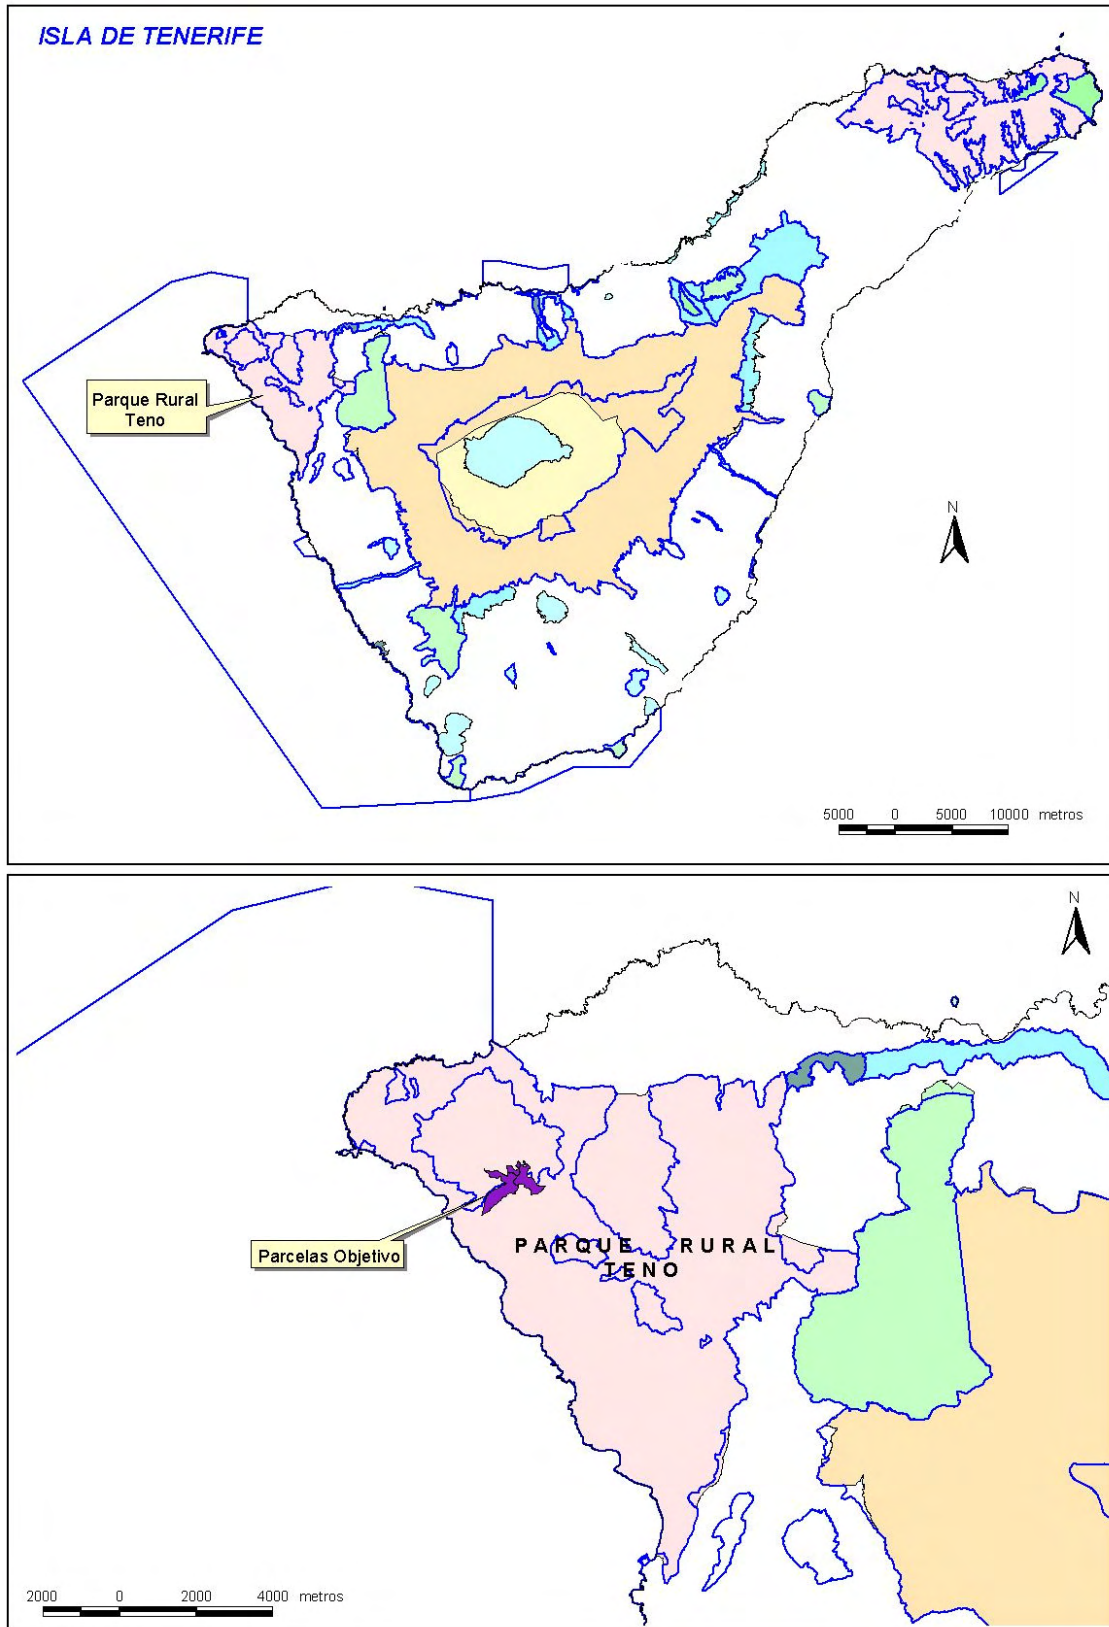 ISLA DE TENERIFE
N
Parque Rural
Teno
5000 0 5000 10000 metros
N
Parcelas Objetivo
PARQUE RURAL
TENO
2000 0 2000 4000 metros